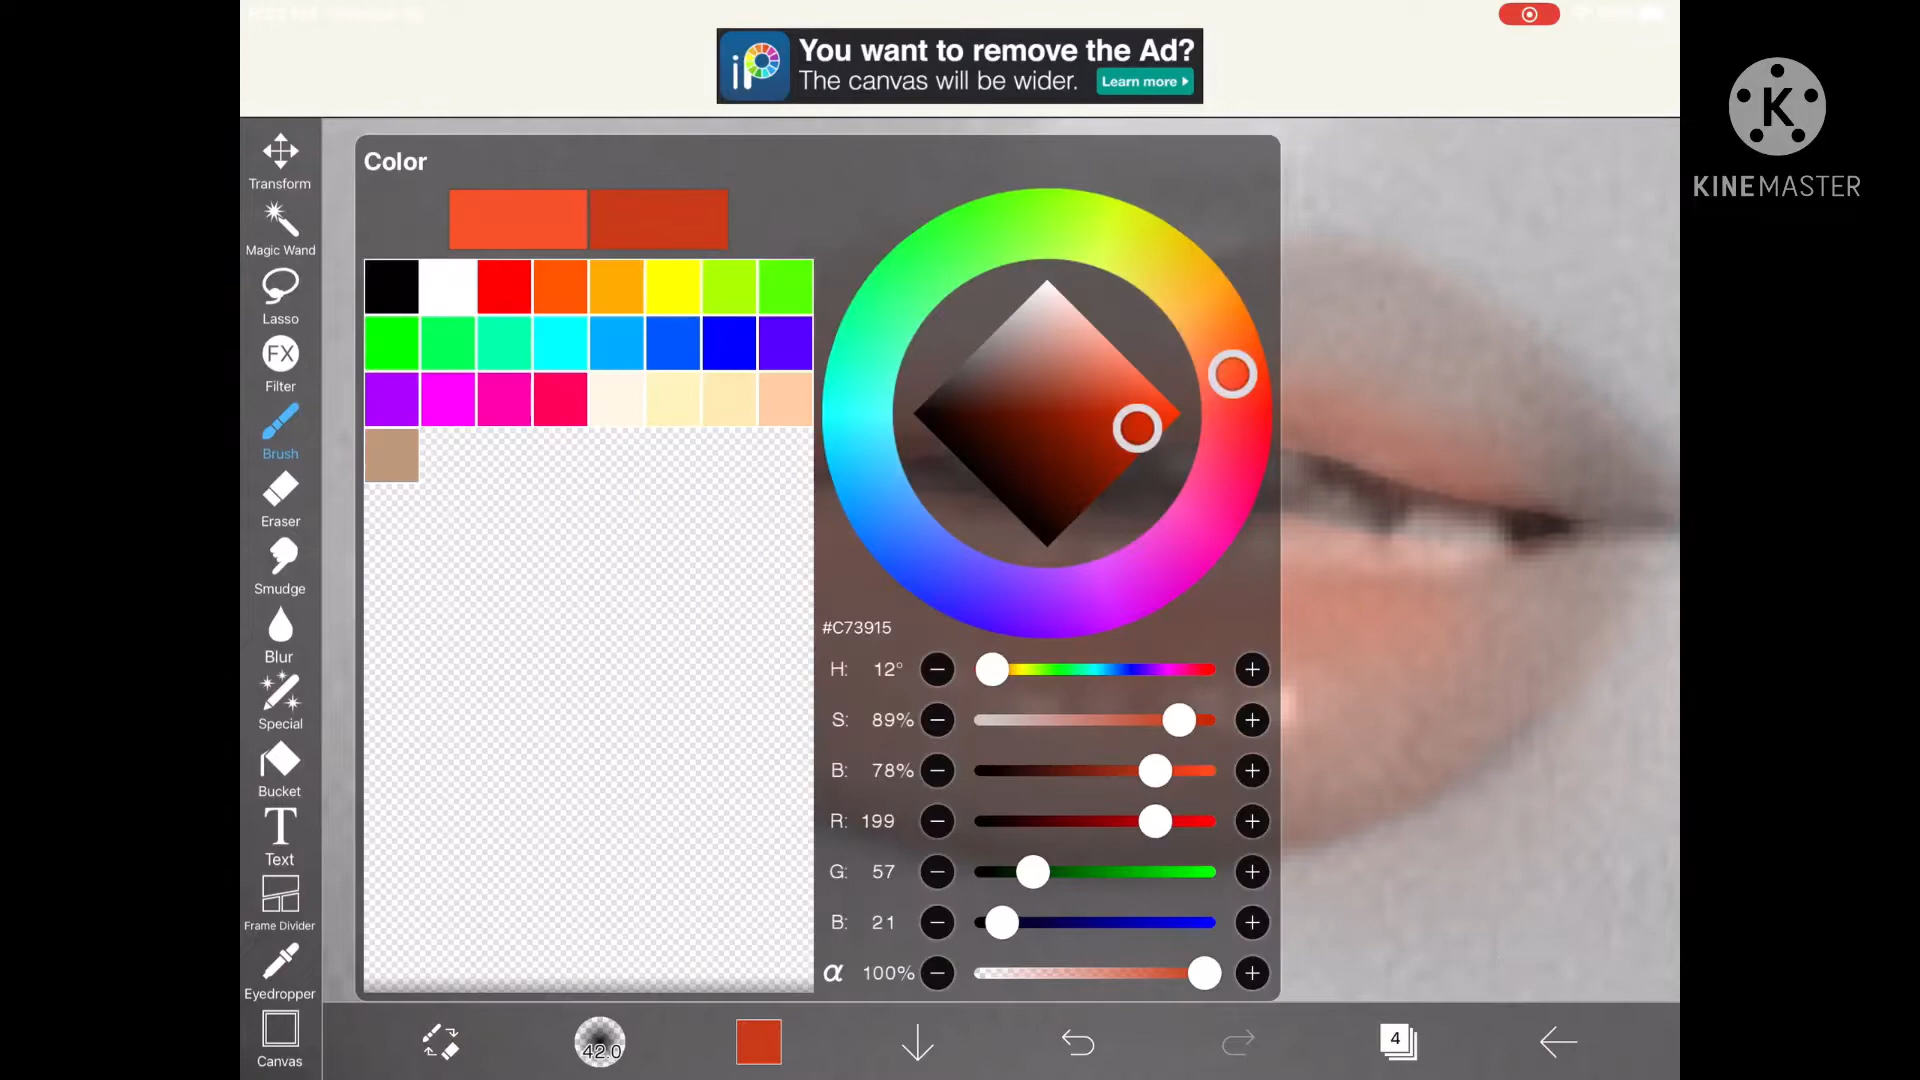 You want to remove the Ad?
The canvas will be wider.
Learn more
iP
K
KINEMASTER
Transform
Magic Wand
Lasso
FX
Filter
Brush
Eraser
Smudge
Blur
Special
Bucket
T
Text
Frame Divider
Eyedropper
Canvas
Color
#C73915
H: 12°
S: 89%
B: 78%
R: 199
G: 57
B: 21
α 100%
42.0
4